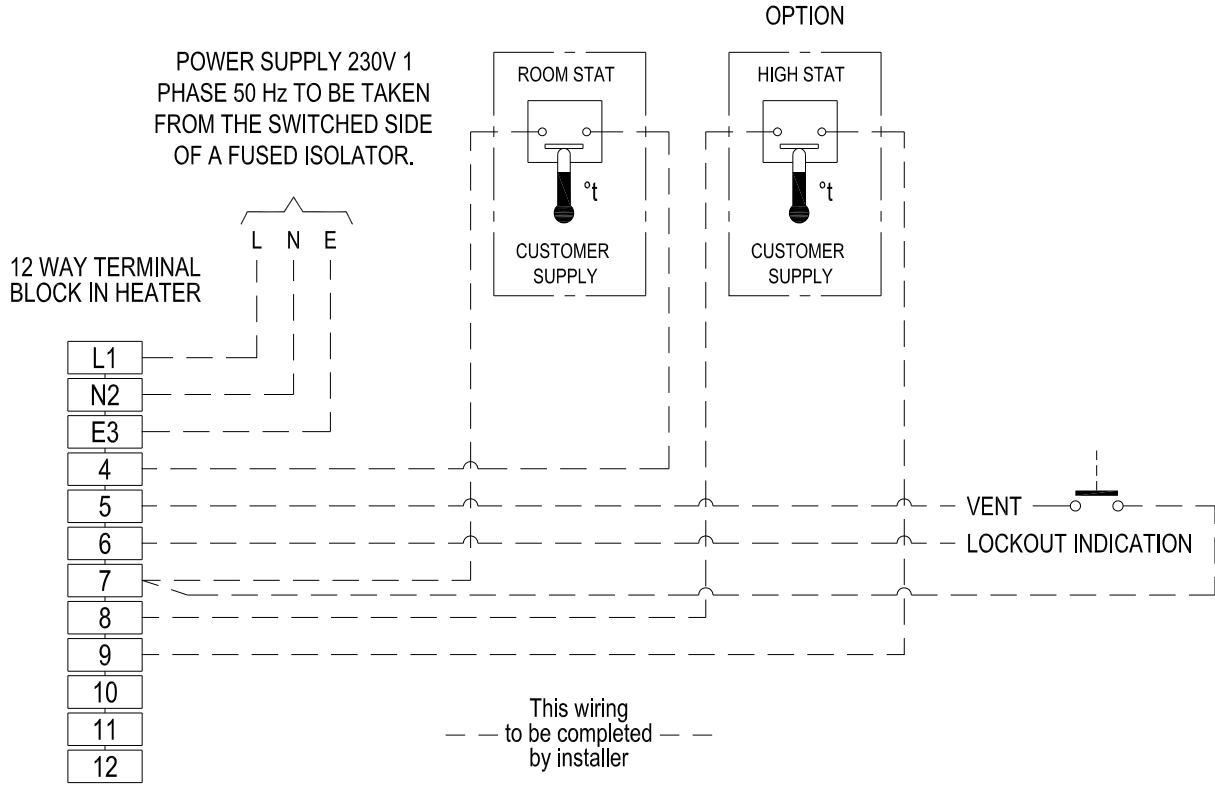 OPTION
POWER SUPPLY 230V 1
PHASE 50 Hz TO BE TAKEN
FROM THE SWITCHED SIDE
OF A FUSED ISOLATOR.
ROOM STAT
°t
CUSTOMER
SUPPLY
HIGH STAT
°t
CUSTOMER
SUPPLY
L N E
12 WAY TERMINAL
BLOCK IN HEATER
L1
N2
E3
4
5
6
7
8
9
10
11
12
VENT
LOCKOUT INDICATION
This wiring
to be completed
by installer